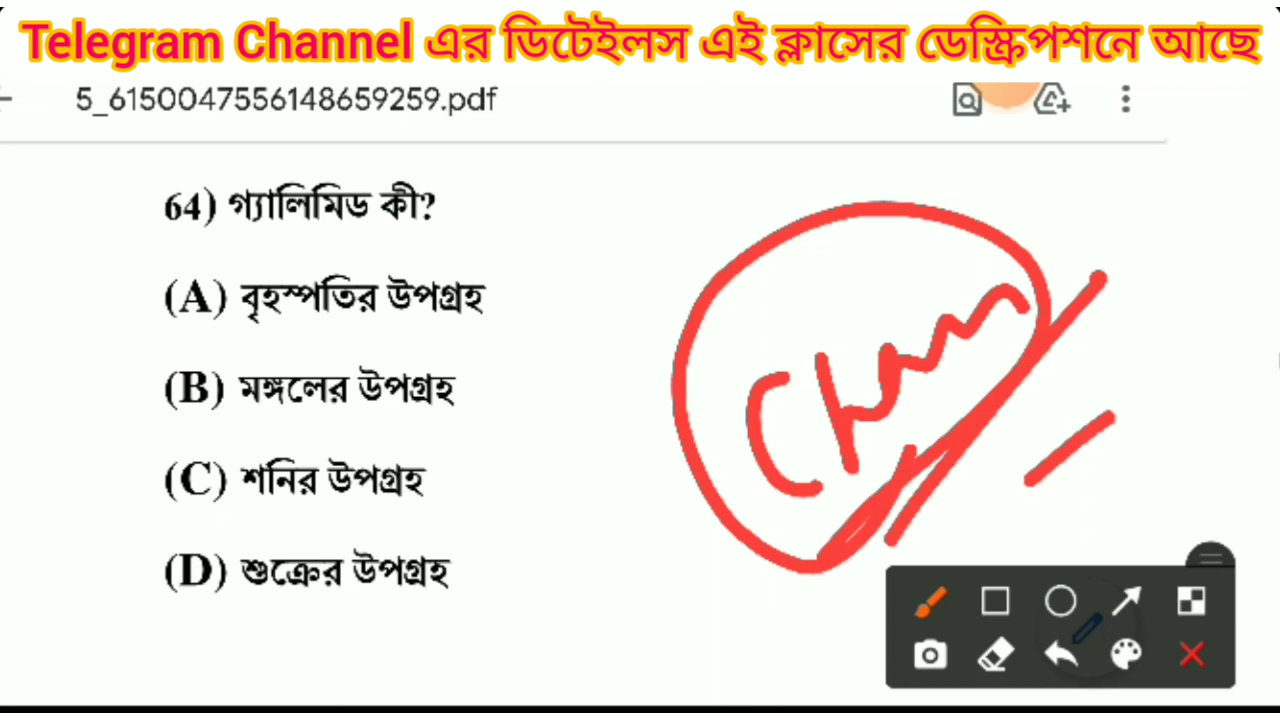 Telegram Channel এর ডিটেইলস এই ক্লাসের ডেস্ক্রিপশনে আছে
5_6150047556148659259.pdf
64) গ্যালিমিড কী?
(A) বৃহস্পতির উপগ্রহ
(B) মঙ্গলের উপগ্রহ
(C) শনির উপগ্রহ
(D) শুক্রের উপগ্রহ